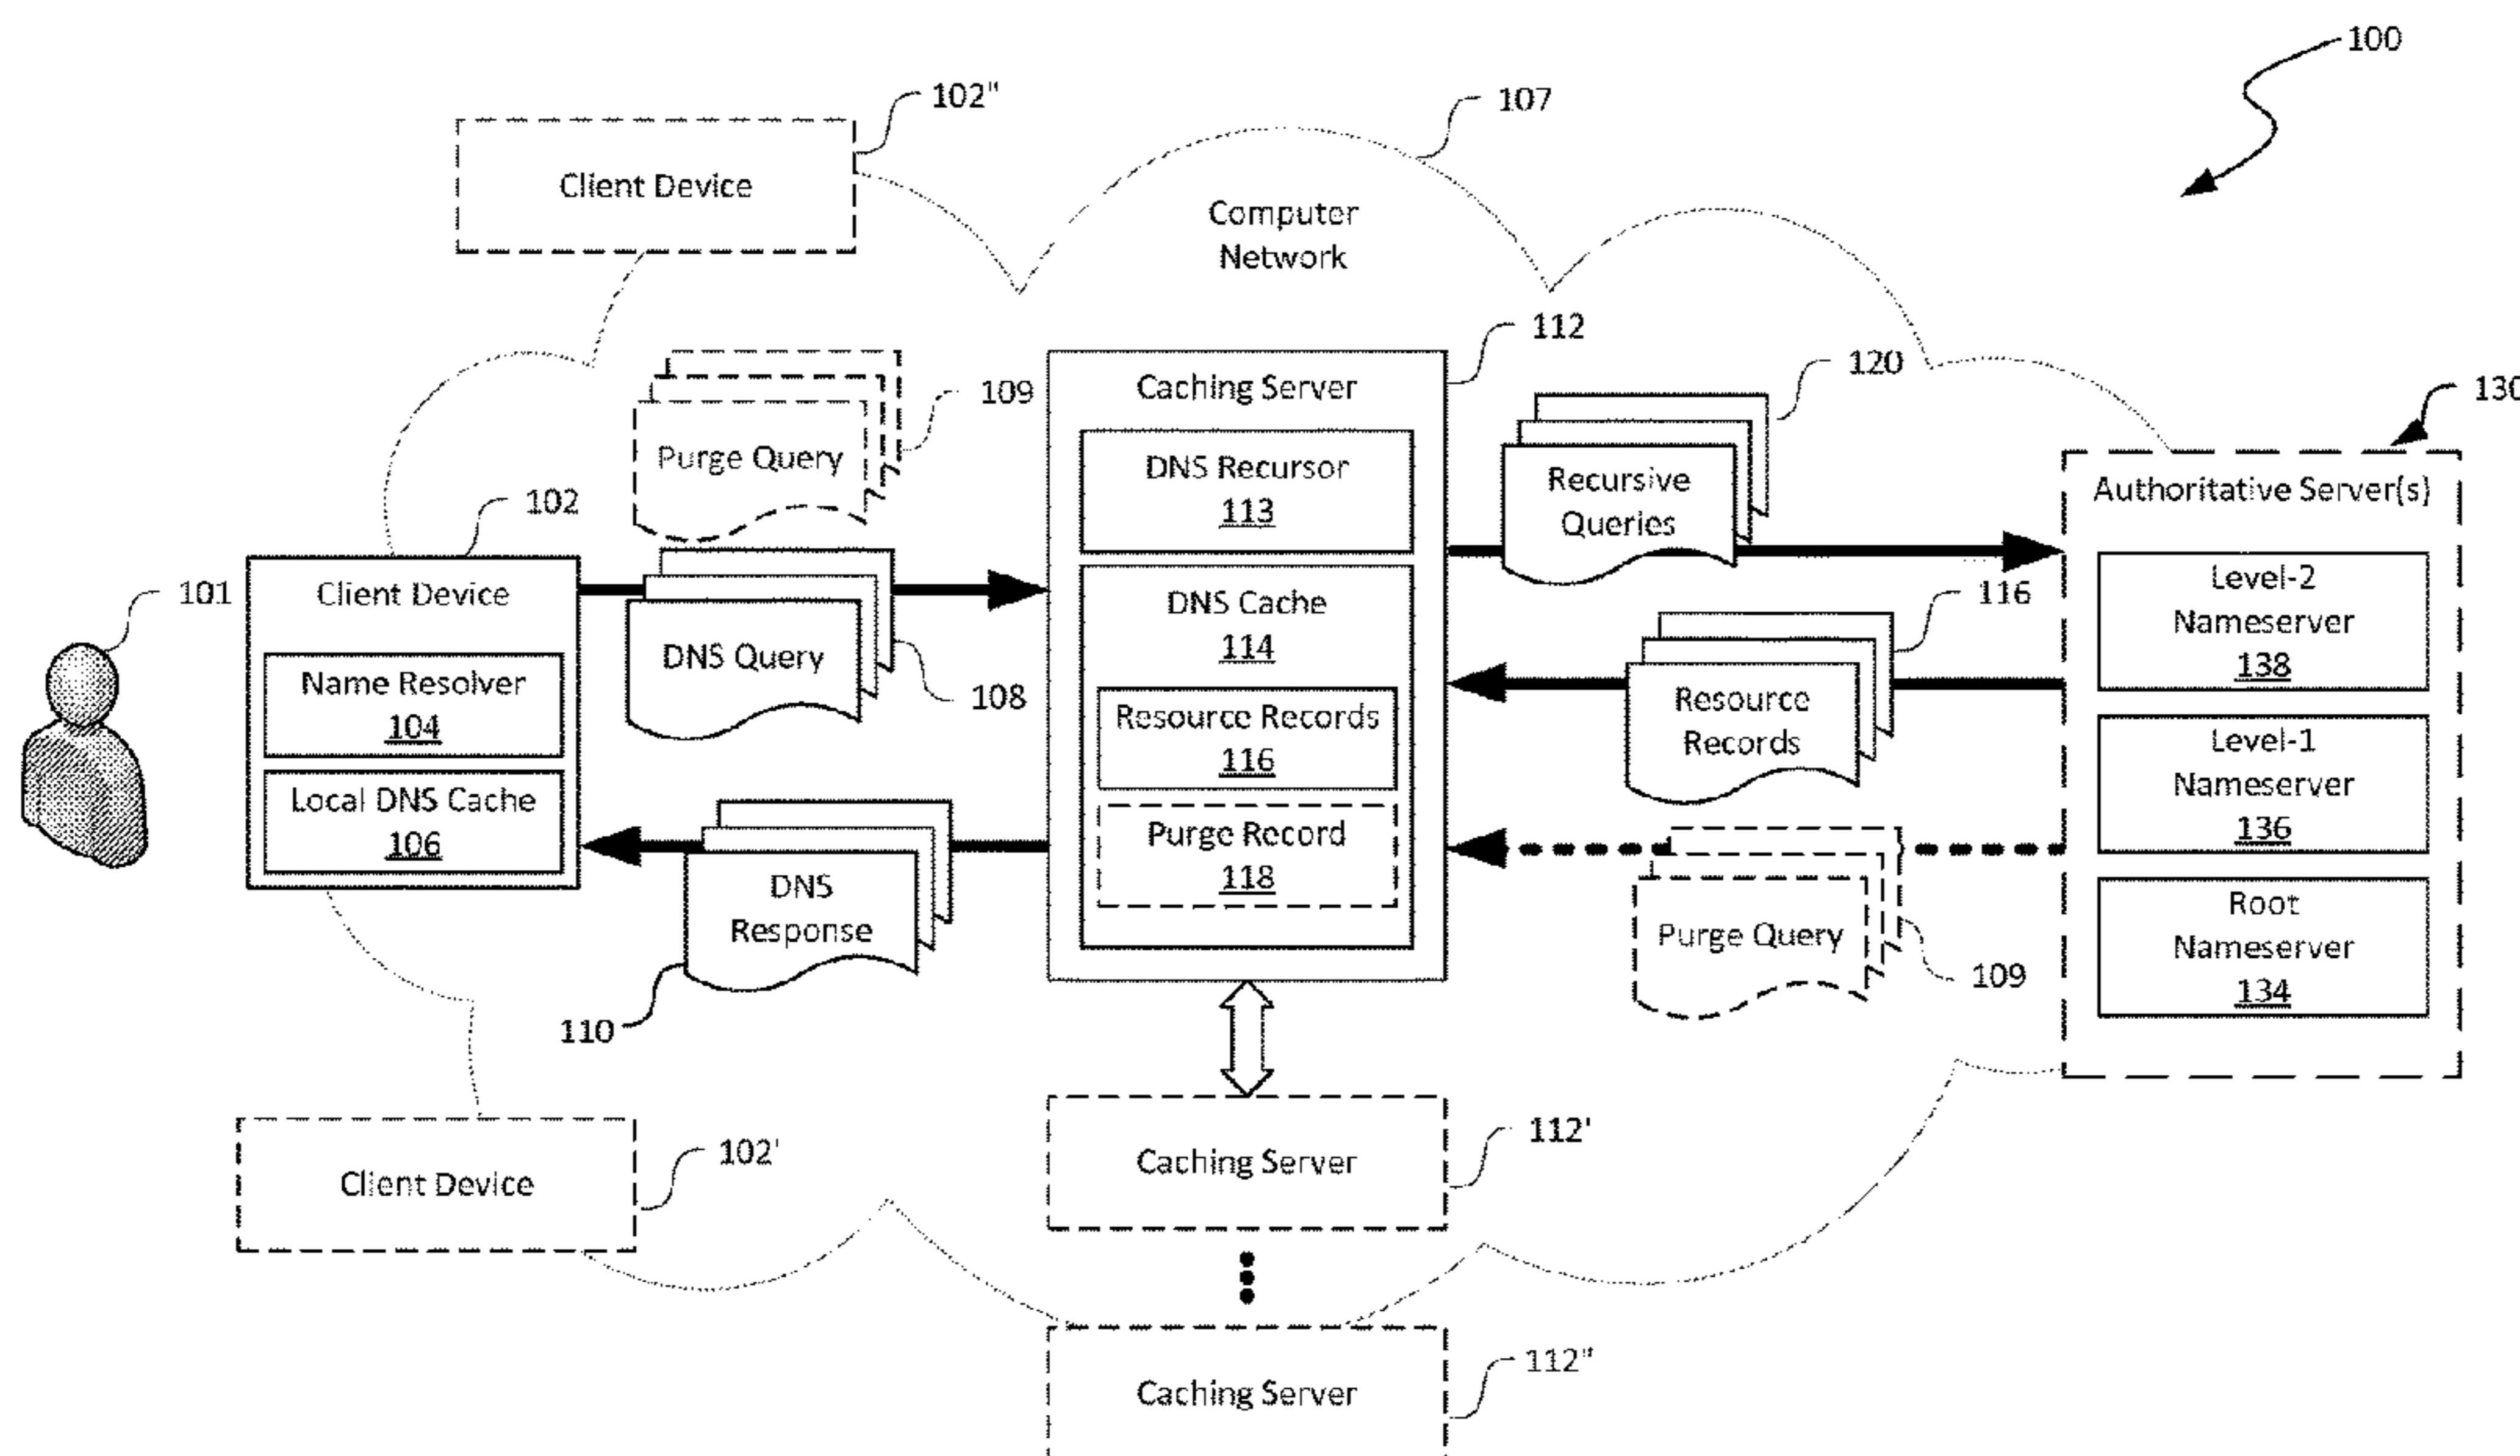 100
102"
107
Client Device
Computer
Network
112
120
130
109
Caching Server
Purge Query
DNS Recursor
113
Recursive
Queries
Authoritative Server(s)
102
101
Client Device
Name Resolver
104
Local DNS Cache
106
DNS Query
108
DNS Cache
114
Resource Records
116
Purge Record
118
116
Resource
Records
Level-2
Nameserver
138
Level-1
Nameserver
136
Root
Nameserver
134
DNS
Response
110
Purge Query
109
Client Device
102'
Caching Server
112'
Caching Server
112"